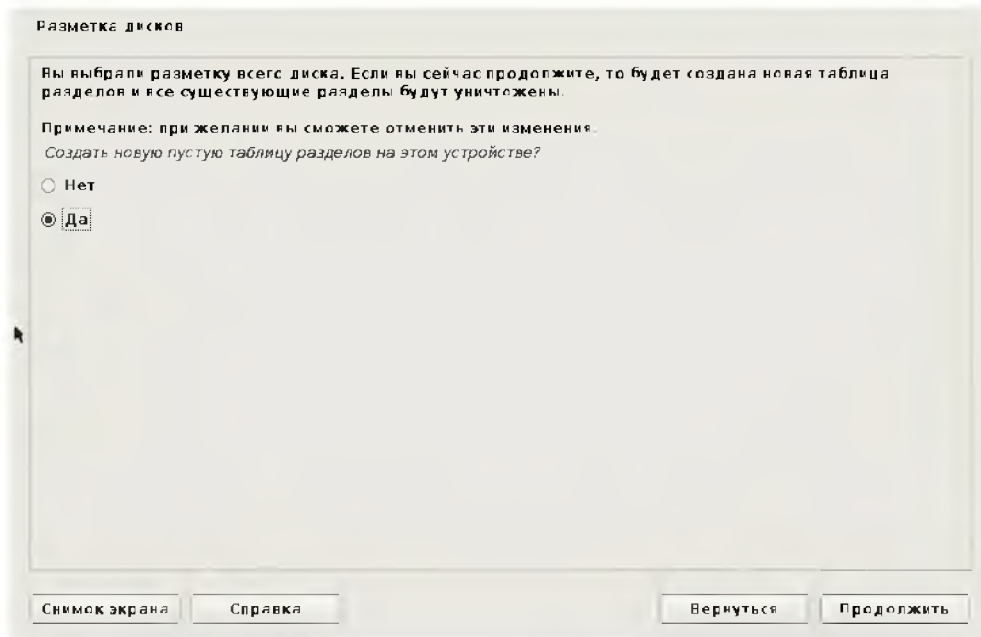 Разметка дисков
Вы выбрали разметку всего диска. Если вы сейчас продолжите, то будет создана новая таблица
разделов и все существующие разделы будут уничтожены.
Примечание: при желании вы сможете отменить эти изменения.
Создать новую пустую таблицу разделов на этом устройстве?
Нет
Да
Снимок экрана
Справка
Вернуться
Продолжить